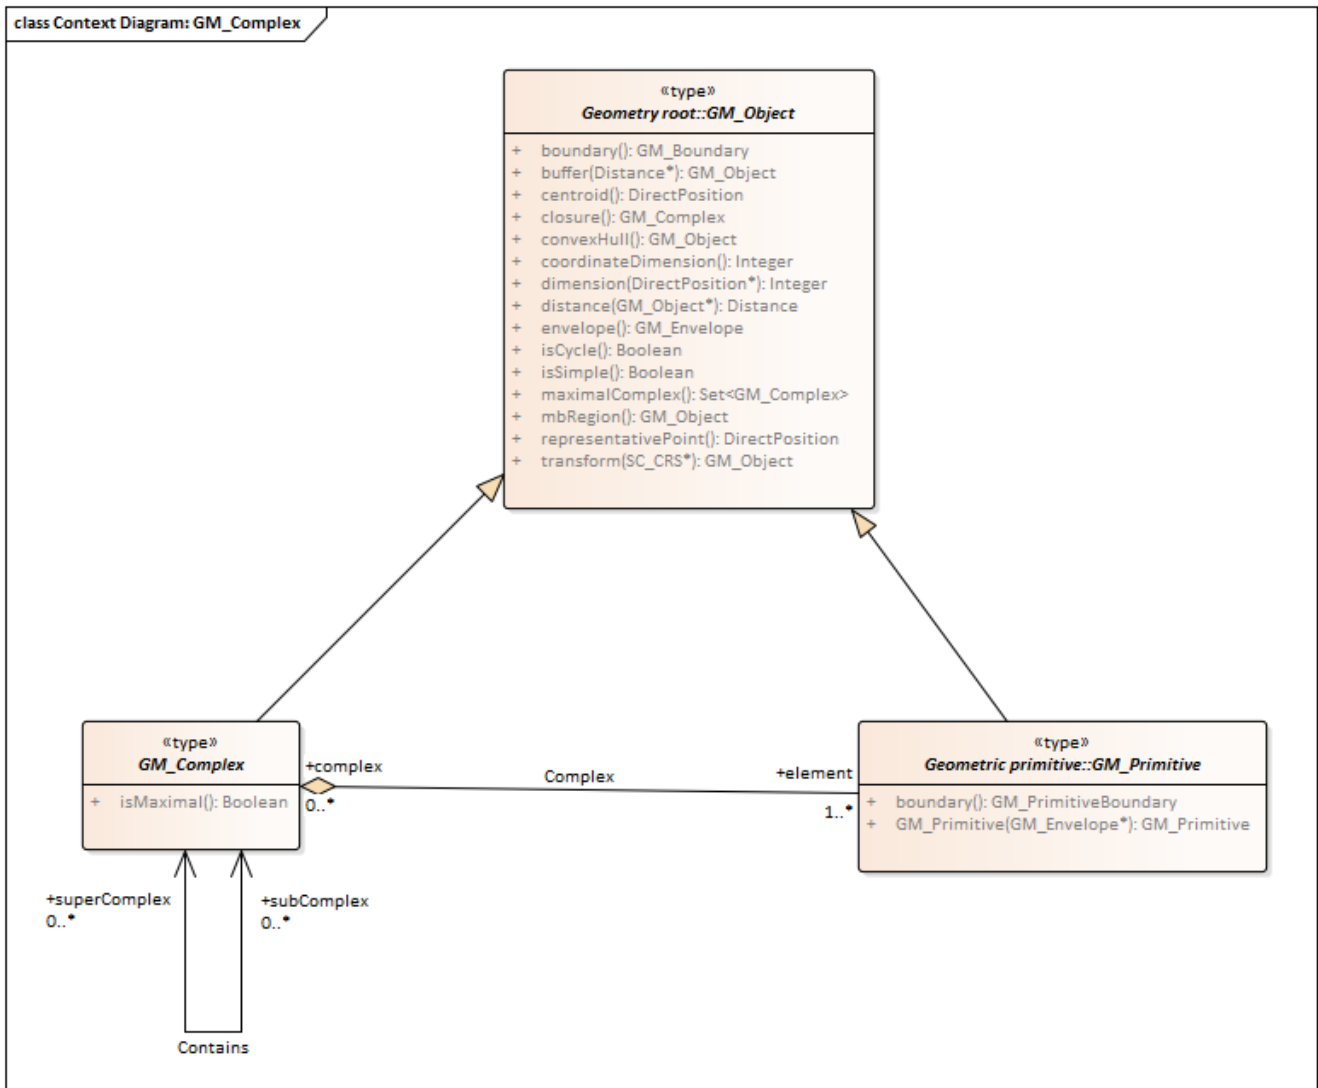 class Context Diagram: GM_Complex
«type»
Geometry root::GM_Object
+ boundary(): GM_Boundary
+ buffer(Distance*): GM_Object
+ centroid(): DirectPosition
+ closure(): GM_Complex
+ convexHull(): GM_Object
+ coordinateDimension(): Integer
+ dimension(DirectPosition*): Integer
+ distance(GM_Object*): Distance
+ envelope(): GM_Envelope
+ isCycle(): Boolean
+ isSimple(): Boolean
+ maximalComplex(): Set<GM_Complex>
+ mbRegion(): GM_Object
+ representativePoint(): DirectPosition
+ transform(SC_CRS*): GM_Object
«type»
GM_Complex
+ isMaximal(): Boolean
+complex
0..*
Complex
+element
1..*
«type»
Geometric primitive::GM_Primitive
+ boundary(): GM_PrimitiveBoundary
+ GM_Primitive(GM_Envelope*): GM_Primitive
+superComplex
0..*
+subComplex
0..*
Contains